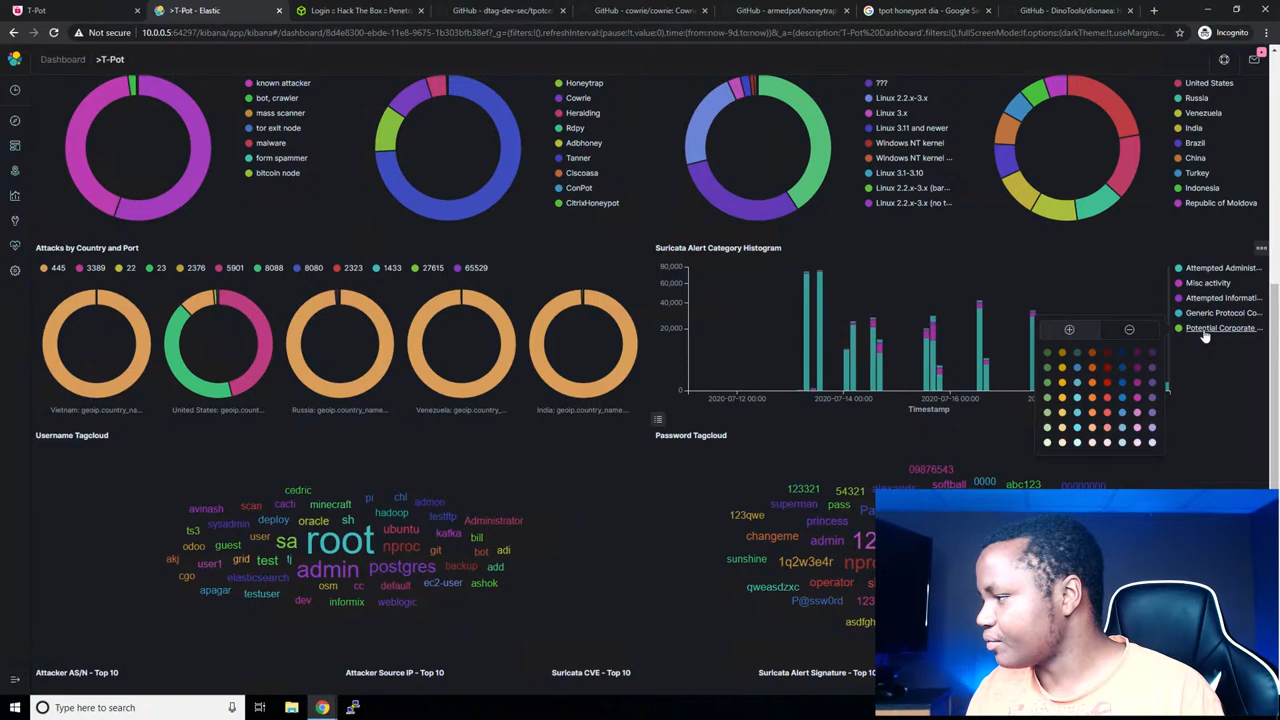 T-Pot
>T-Pot - Elastic
Login :: Hack The Box :: Penetra
GitHub - dtag-dev-sec/tpotce
GitHub - cowrie/cowrie: Cowri
GitHub - armedpot/honeytrap
tpot honeypot dia - Google Se
GitHub - DinoTools/dionaea: H
Not secure
Incognito
Dashboard
>T-Pot
known attacker
bot, crawler
mass scanner
tor exit node
malware
form spammer
bitcoin node
Honeytrap
Cowrie
Heralding
Rdpy
Adbhoney
Tanner
Ciscoasa
ConPot
CitrixHoneypot
???
Linux 2.2.x-3.x
Linux 3.x
Linux 3.11 and newer
Windows NT kernel
Windows NT kernel ...
Linux 3.1-3.10
Linux 2.2.x-3.x (bar...
Linux 2.2.x-3.x (no t...
United States
Russia
Venezuela
India
Brazil
China
Turkey
Indonesia
Republic of Moldova
Attacks by Country and Port
445 3389 22 23 2376 5901 8088 8080 2323 1433 27615 65529
Vietnam: geoip.country_na...
United States: geoip.count...
Russia: geoip.country_name...
Venezuela: geoip.country_...
India: geoip.country_name...
Suricata Alert Category Histogram
80,000
60,000
40,000
20,000
0
2020-07-12 00:00
2020-07-14 00:00
2020-07-16 00:00
Timestamp
Attempted Administ...
Misc activity
Attempted Informati...
Generic Protocol Co...
Potential Corporate ...
Username Tagcloud
cedric
avinash scan cacti minecraft pi chl admon
sysadmin deploy oracle sh hadoop testftp Administrator
ts3 user sa root ubuntu kafka bill
odoo guest nproc git bot adi
akj user1 grid test tj admin postgres backup add
cgo elasticsearch osm cc default ec2-user ashok
apagar testuser
dev informix weblogic
Password Tagcloud
09876543
123321 54321 alexandr softball 0000 abc123 00000000
superman pass
123qwe princess
changeme admin
sunshine 1q2w3e4r
qweasdzxc operator
P@ssw0rd
Attacker AS/N - Top 10
Attacker Source IP - Top 10
Suricata CVE - Top 10
Suricata Alert Signature - Top 10
Type here to search